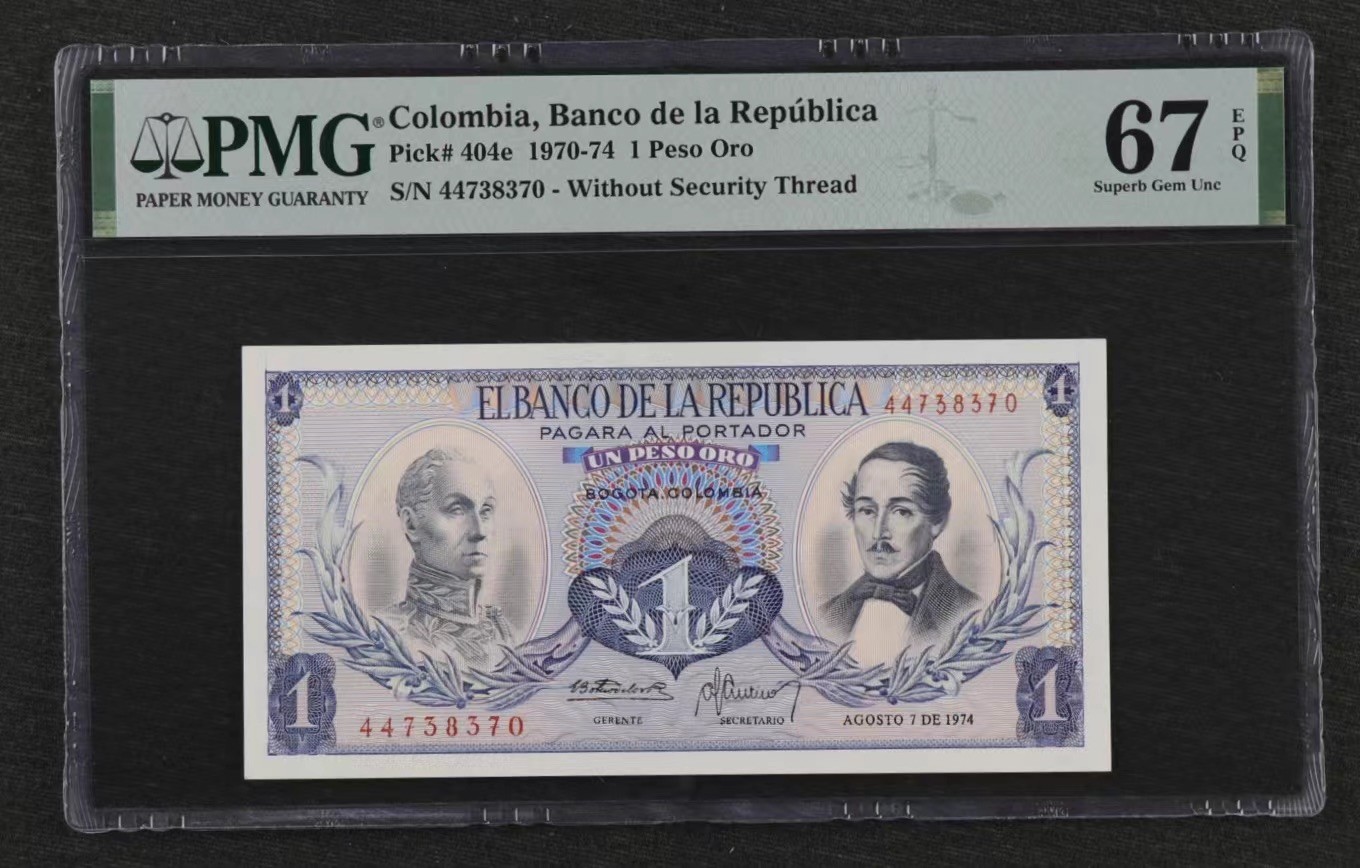 PMG®
PAPER MONEY GUARANTY
Colombia, Banco de la República
Pick# 404e 1970-74 1 Peso Oro
S/N 44738370 - Without Security Thread
67
EPQ
Superb Gem Unc
1
1
EL BANCO DE LA REPUBLICA
44738370
PAGARA AL PORTADOR
UN PESO ORO
BOGOTA, COLOMBIA
1
1
44738370
GERENTE
SECRETARIO
AGOSTO 7 DE 1974
1